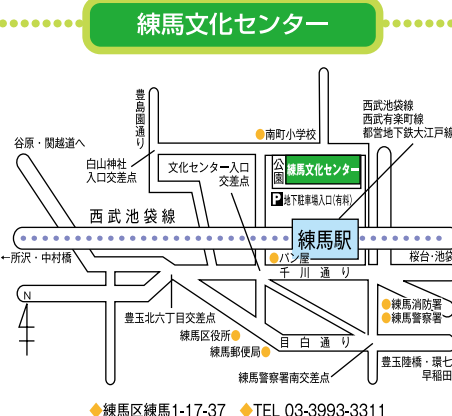 練馬文化センター
豊島園通り
谷原・関越道へ
白山神社
入口交差点
文化センター入口
交差点
南町小学校
西武池袋線
西武有楽町線
都営地下鉄大江戸線
公園
練馬文化センター
P地下駐車場入口(有料)
西武池袋線
練馬駅
←所沢・中村橋
パン屋
桜台・池袋
千川通り
N
豊玉北六丁目交差点
練馬区役所
練馬郵便局
練馬消防署
練馬警察署
目白通り
練馬警察署南交差点
豊玉陸橋・環七
早稲田
◆練馬区練馬1-17-37 ◆TEL 03-3993-3311